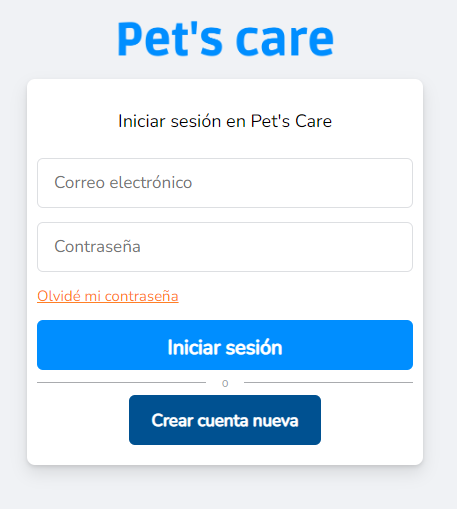 Pet's care
Iniciar sesión en Pet's Care
Correo electrónico
Contraseña
Olvidé mi contraseña
Iniciar sesión
o
Crear cuenta nueva